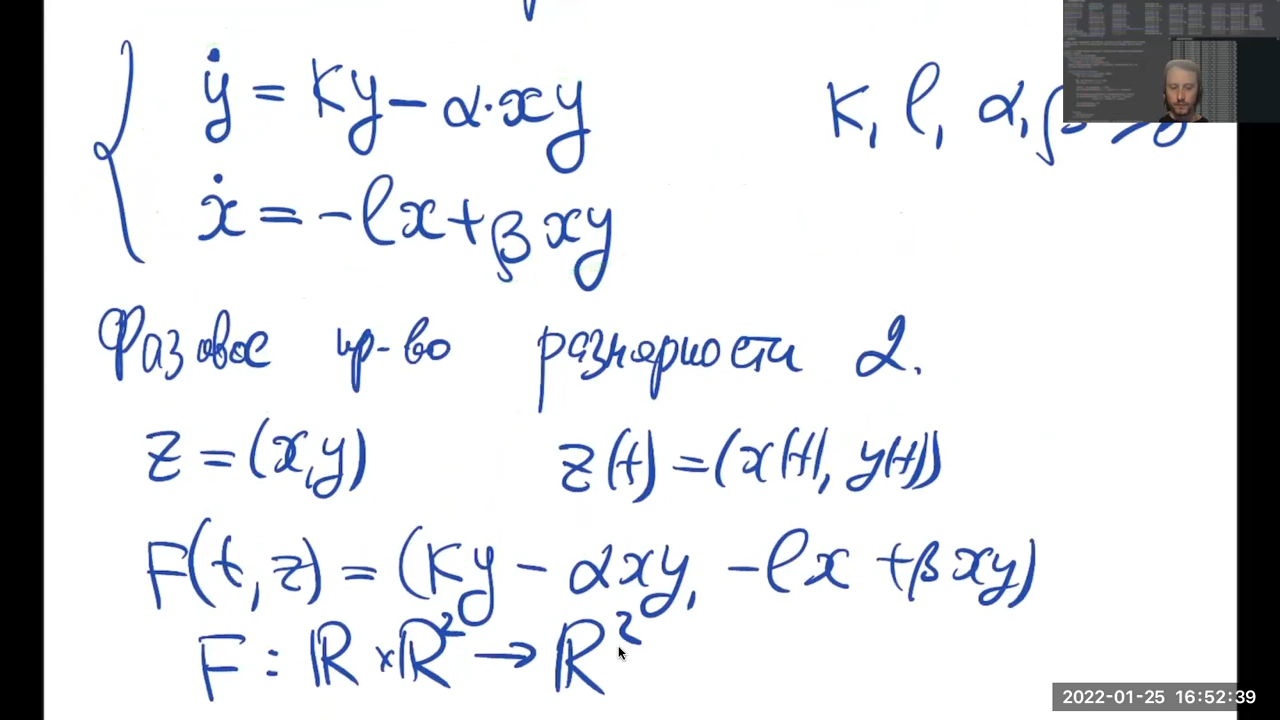 ẏ = ky − α·xy
k, l, α, β > 0
ẋ = −lx + βxy
Фазовое пр-во размерности 2.
z = (x,y) z(t) = (x(t), y(t))
F(t,z) = (ky − αxy, −lx + βxy)
F : ℝ × ℝ² → ℝ²
2022-01-25 16:52:39